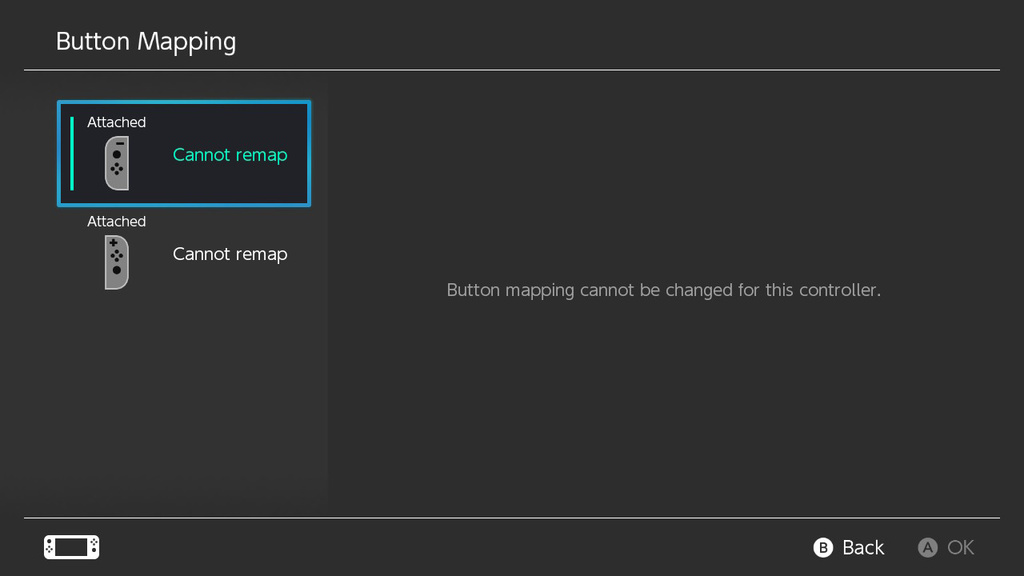 Button Mapping
Attached
Cannot remap
Attached
Cannot remap
Button mapping cannot be changed for this controller.
B Back
A OK